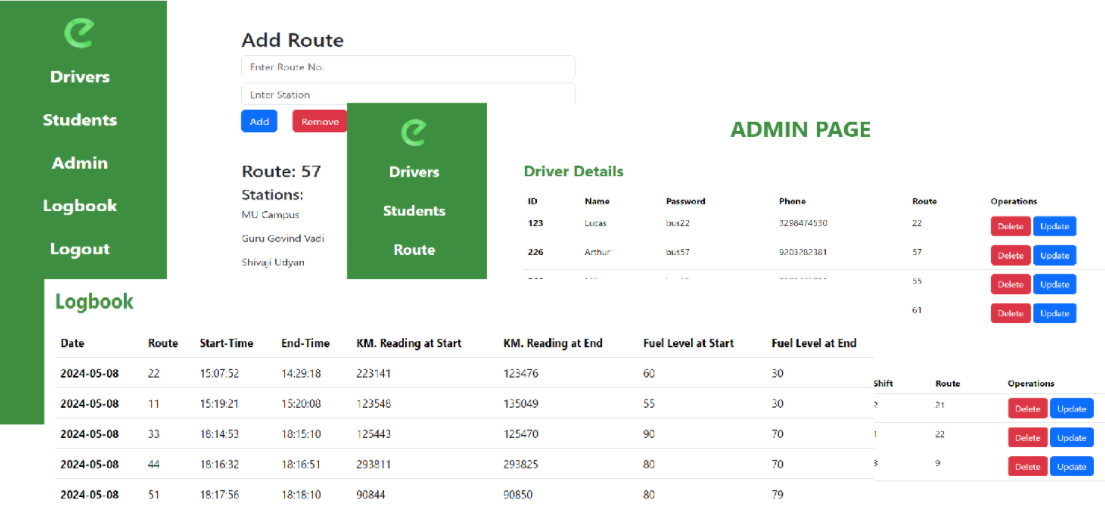 Drivers
Students
Admin
Logbook
Logout
Add Route
Enter Route No.
Enter Station
Add Remove
Route: 57
Stations:
MU Campus
Guru Govind Vadi
Shivaji Udyan
Drivers
Students
Route
ADMIN PAGE
Driver Details
ID Name Password Phone Route Operations
123 Lucas bus22 3298474530 22 Delete Update
226 Arthur bus57 9203282381 57 Delete Update
55 Delete Update
61 Delete Update
Shift Route Operations
2 21 Delete Update
1 22 Delete Update
3 9 Delete Update
Logbook
Date Route Start-Time End-Time KM. Reading at Start KM. Reading at End Fuel Level at Start Fuel Level at End
2024-05-08 22 15:07:52 14:29:18 223141 123476 60 30
2024-05-08 11 15:19:21 15:20:08 123548 135049 55 30
2024-05-08 33 18:14:53 18:15:10 125443 125470 90 70
2024-05-08 44 18:16:32 18:16:51 293811 293825 80 70
2024-05-08 51 18:17:56 18:18:10 90844 90850 80 79